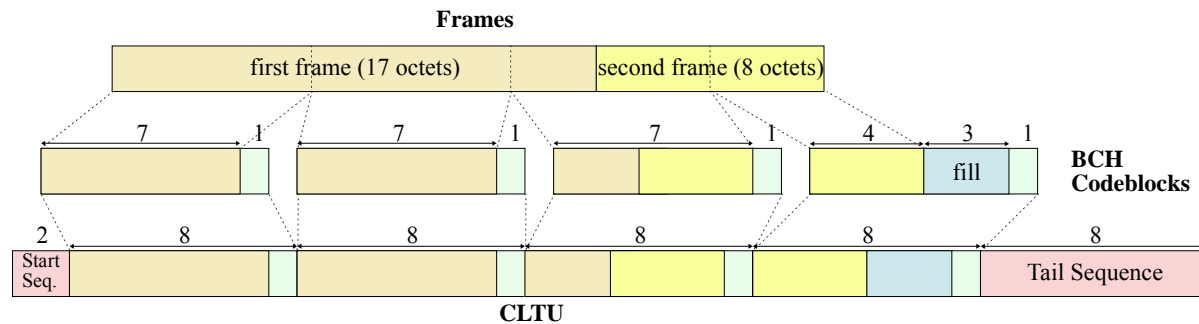 Frames
first frame (17 octets)
second frame (8 octets)
7 1 7 1 7 1 4 3 1
fill
BCH
Codeblocks
2 8 8 8 8 8
Start
Seq.
Tail Sequence
CLTU